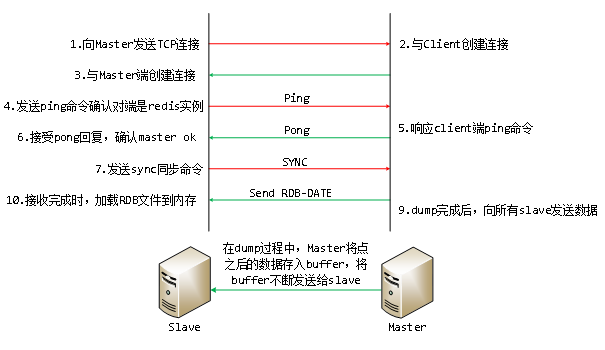 1.向Master发送TCP连接
2.与Client创建连接
3.与Master端创建连接
4.发送ping命令确认对端是redis实例
Ping
5.响应client端ping命令
6.接受pong回复，确认master ok
Pong
7.发送sync同步命令
SYNC
10.接收完成时，加载RDB文件到内存
Send RDB-DATE
9.dump完成后，向所有slave发送数据
在dump过程中，Master将点
之后的数据存入buffer，将
buffer不断发送给slave
Slave
Master